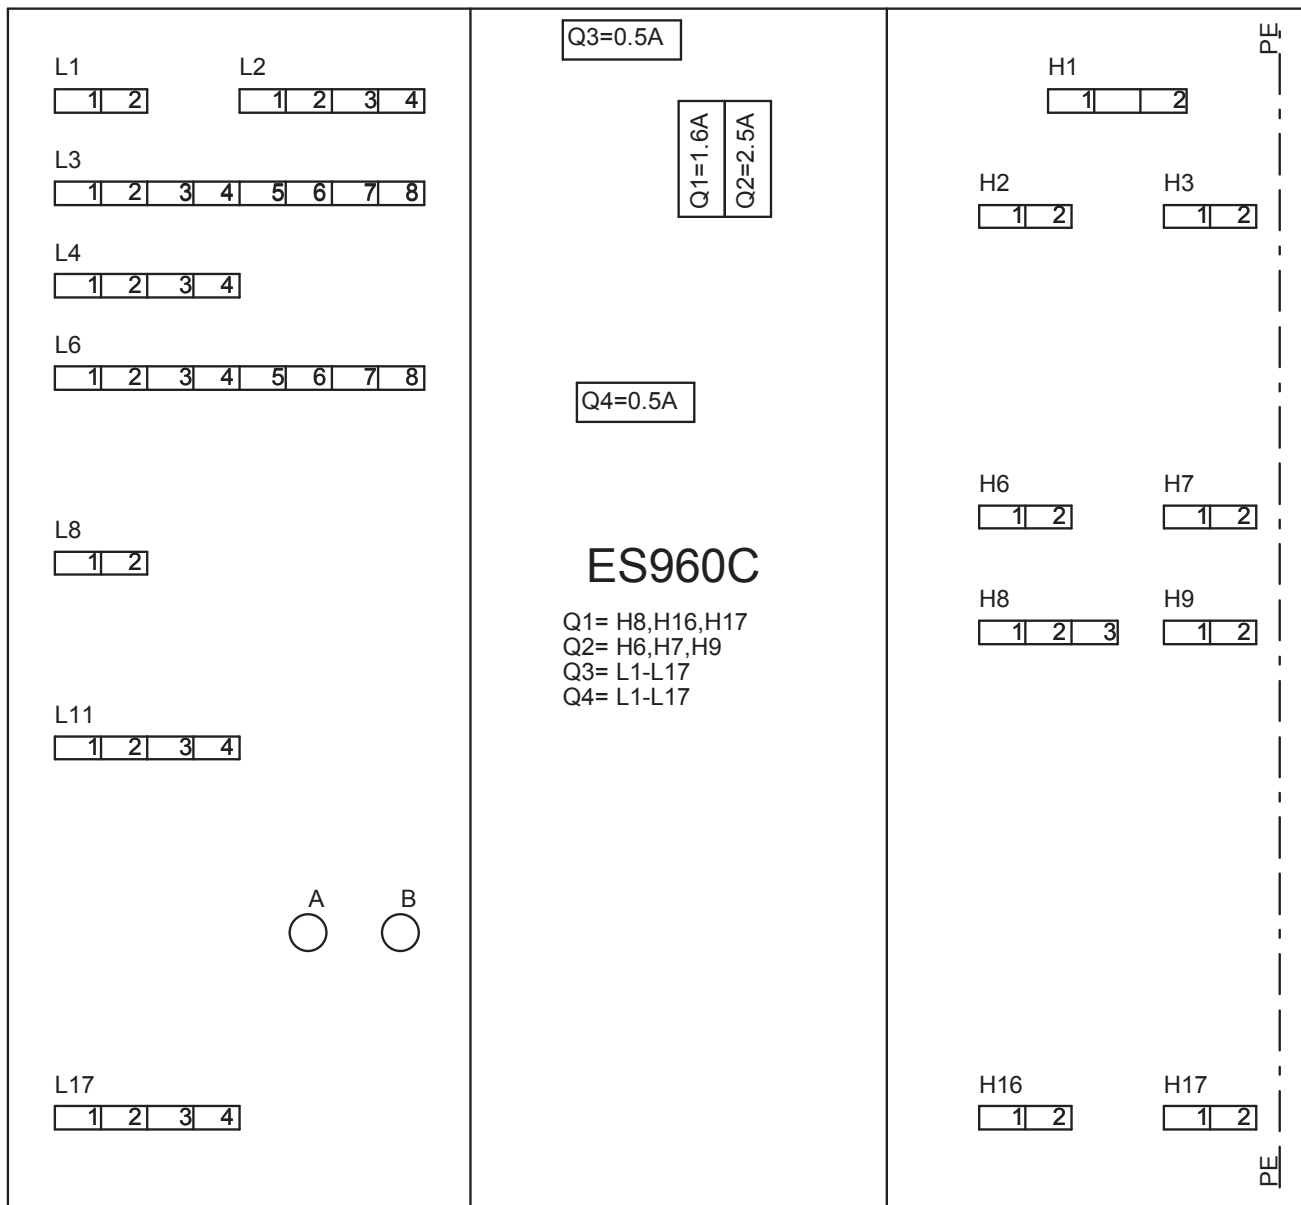 L1
1 2
L2
1 2 3 4
L3
1 2 3 4 5 6 7 8
L4
1 2 3 4
L6
1 2 3 4 5 6 7 8
L8
1 2
L11
1 2 3 4
A B
L17
1 2 3 4
Q3=0.5A
Q1=1.6A
Q2=2.5A
Q4=0.5A
ES960C
Q1= H8,H16,H17
Q2= H6,H7,H9
Q3= L1-L17
Q4= L1-L17
PE
H1
1 2
H2
1 2
H3
1 2
H6
1 2
H7
1 2
H8
1 2 3
H9
1 2
H16
1 2
H17
1 2
PE